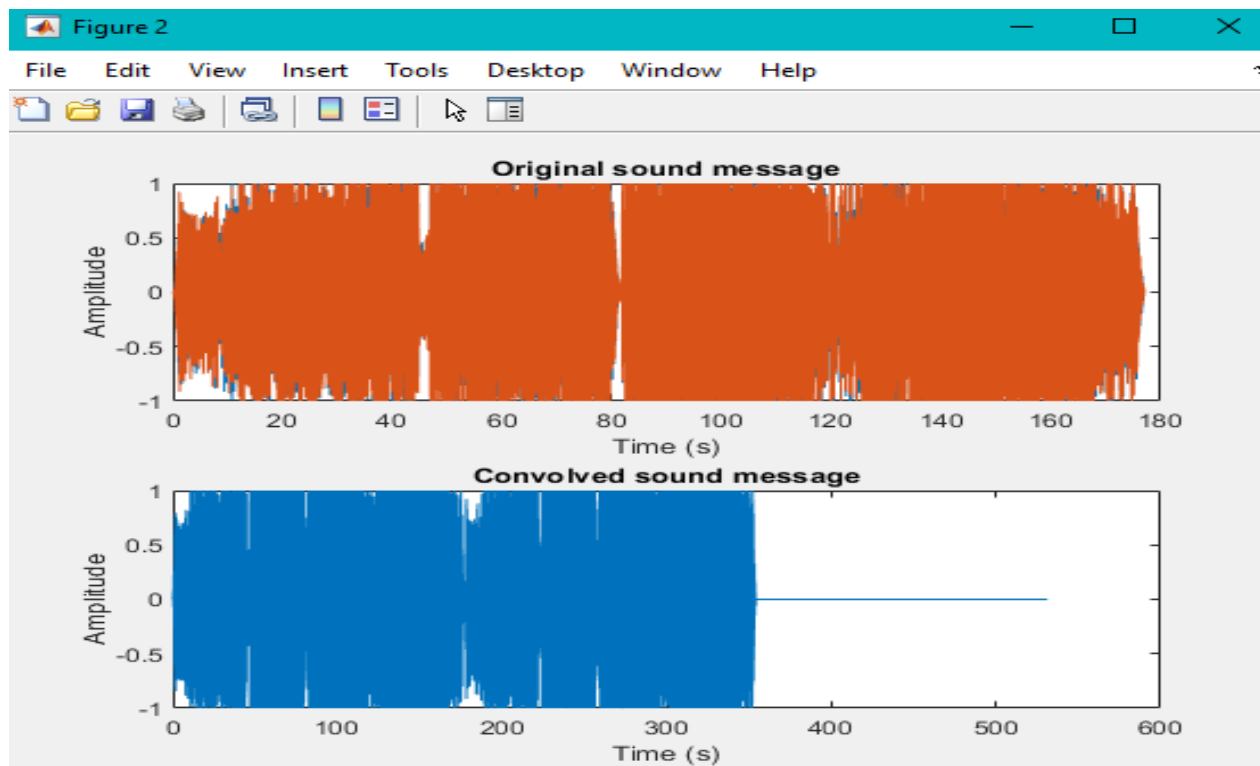 Figure 2
File Edit View Insert Tools Desktop Window Help
Original sound message
1
0.5
0
-0.5
-1
Amplitude
0 20 40 60 80 100 120 140 160 180
Time (s)
Convolved sound message
1
0.5
0
-0.5
-1
Amplitude
0 100 200 300 400 500 600
Time (s)